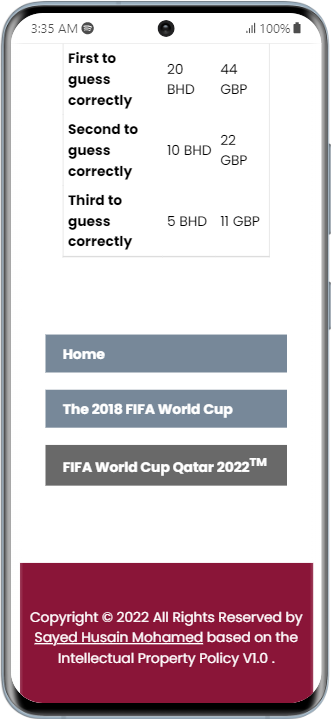 3:35 AM 100%
First to
guess
correctly
20
BHD
44
GBP
Second to
guess
correctly
10 BHD
22
GBP
Third to
guess
correctly
5 BHD
11 GBP
Home
The 2018 FIFA World Cup
FIFA World Cup Qatar 2022TM
Copyright © 2022 All Rights Reserved by
Sayed Husain Mohamed based on the
Intellectual Property Policy V1.0 .